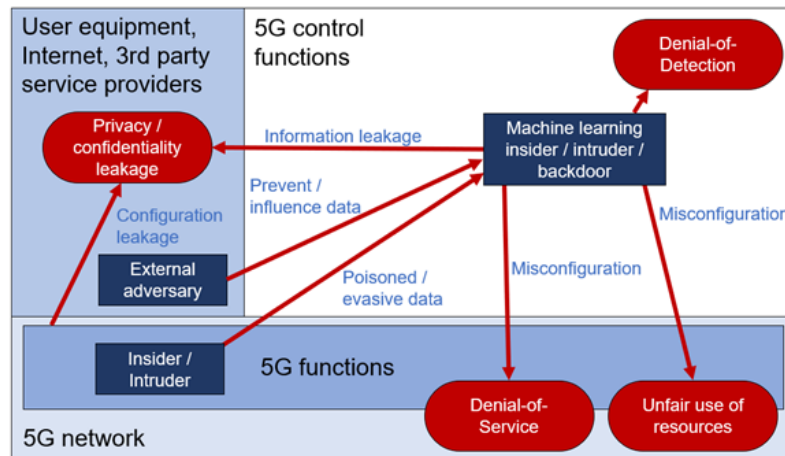 User equipment,
Internet, 3rd party
service providers
5G control
functions
Denial-of-
Detection
Privacy /
confidentiality
leakage
Information leakage
Machine learning
insider / intruder /
backdoor
Prevent /
influence data
Configuration
leakage
Misconfiguration
External
adversary
Poisoned /
evasive data
Misconfiguration
Insider /
Intruder
5G functions
Denial-of-
Service
Unfair use of
resources
5G network